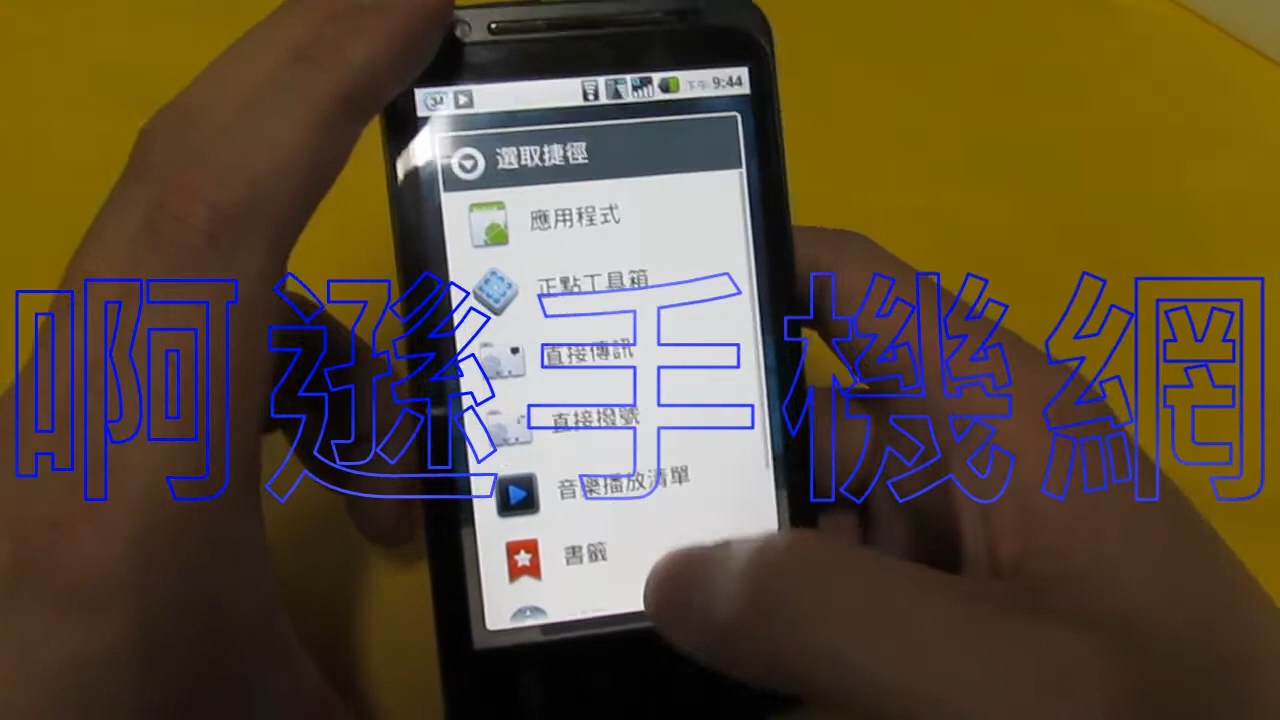 下午 9:44
選取捷徑
應用程式
正點工具箱
直接傳訊
直接撥號
音樂播放清單
書籤
啊遜手機網